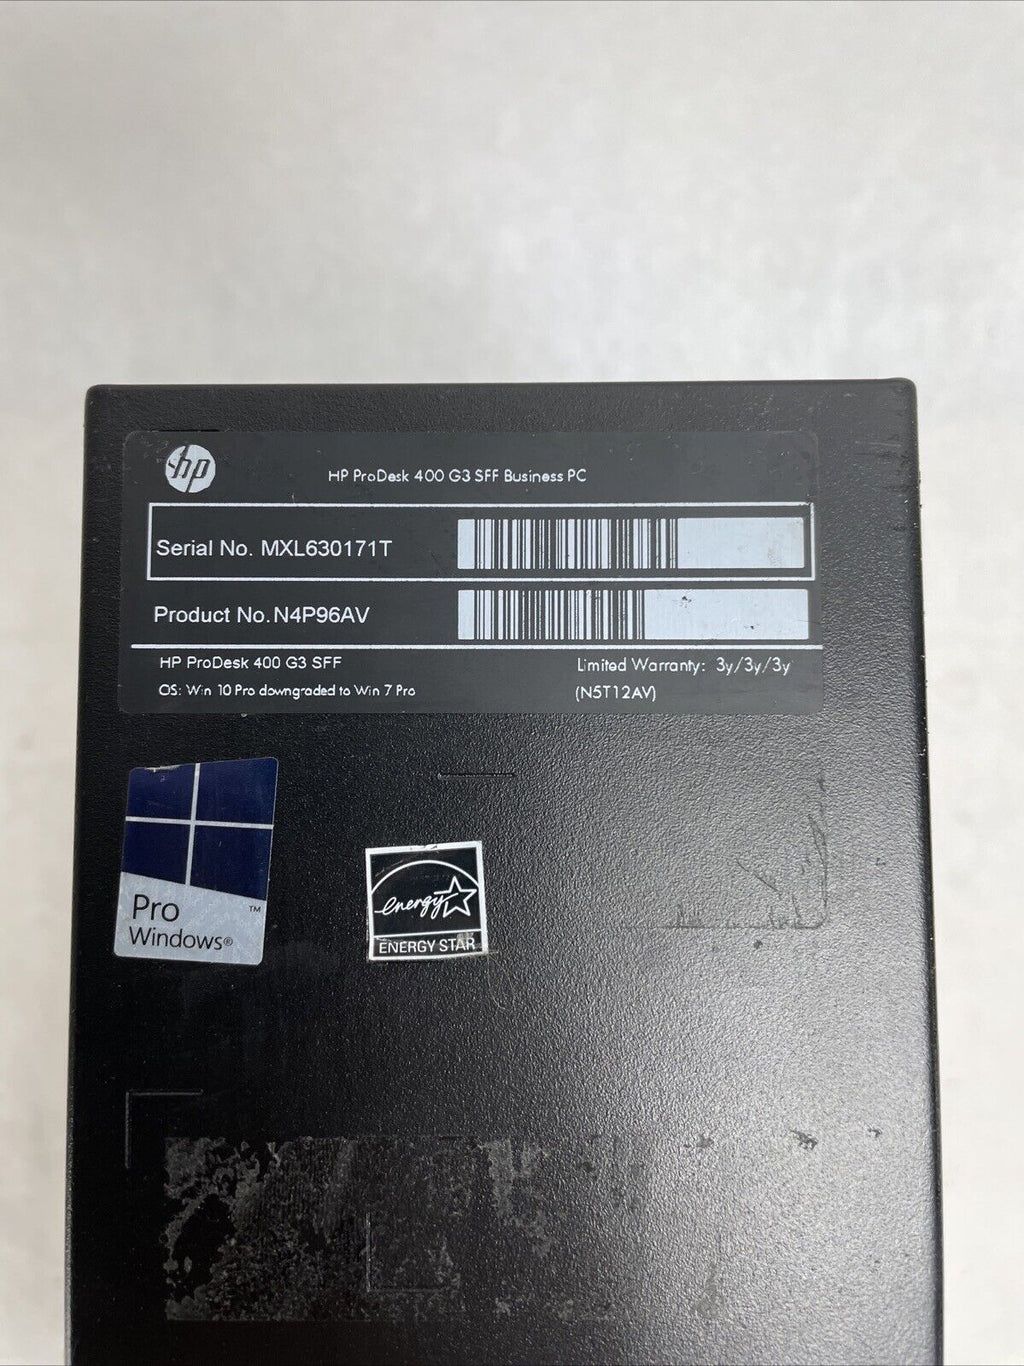 hp
HP ProDesk 400 G3 SFF Business PC
Serial No. MXL630171T
Product No. N4P96AV
HP ProDesk 400 G3 SFF
Limited Warranty: 3y/3y/3y
OS: Win 10 Pro downgraded to Win 7 Pro
(N5T12AV)
Pro
™
Windows®
energy
ENERGY STAR